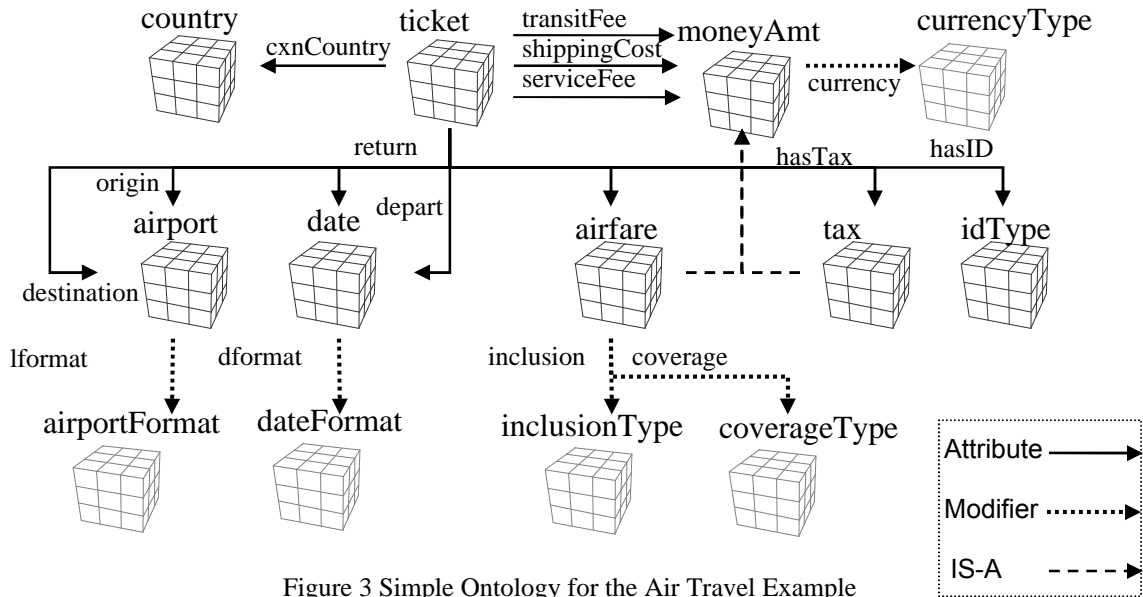 country
ticket
transitFee
moneyAmt
currencyType
cxnCountry
shippingCost
serviceFee
currency
return
hasTax
hasID
origin
depart
airport
date
airfare
tax
idType
destination
lformat
dformat
inclusion
coverage
airportFormat
dateFormat
inclusionType
coverageType
Attribute
Modifier
IS-A
Figure 3 Simple Ontology for the Air Travel Example